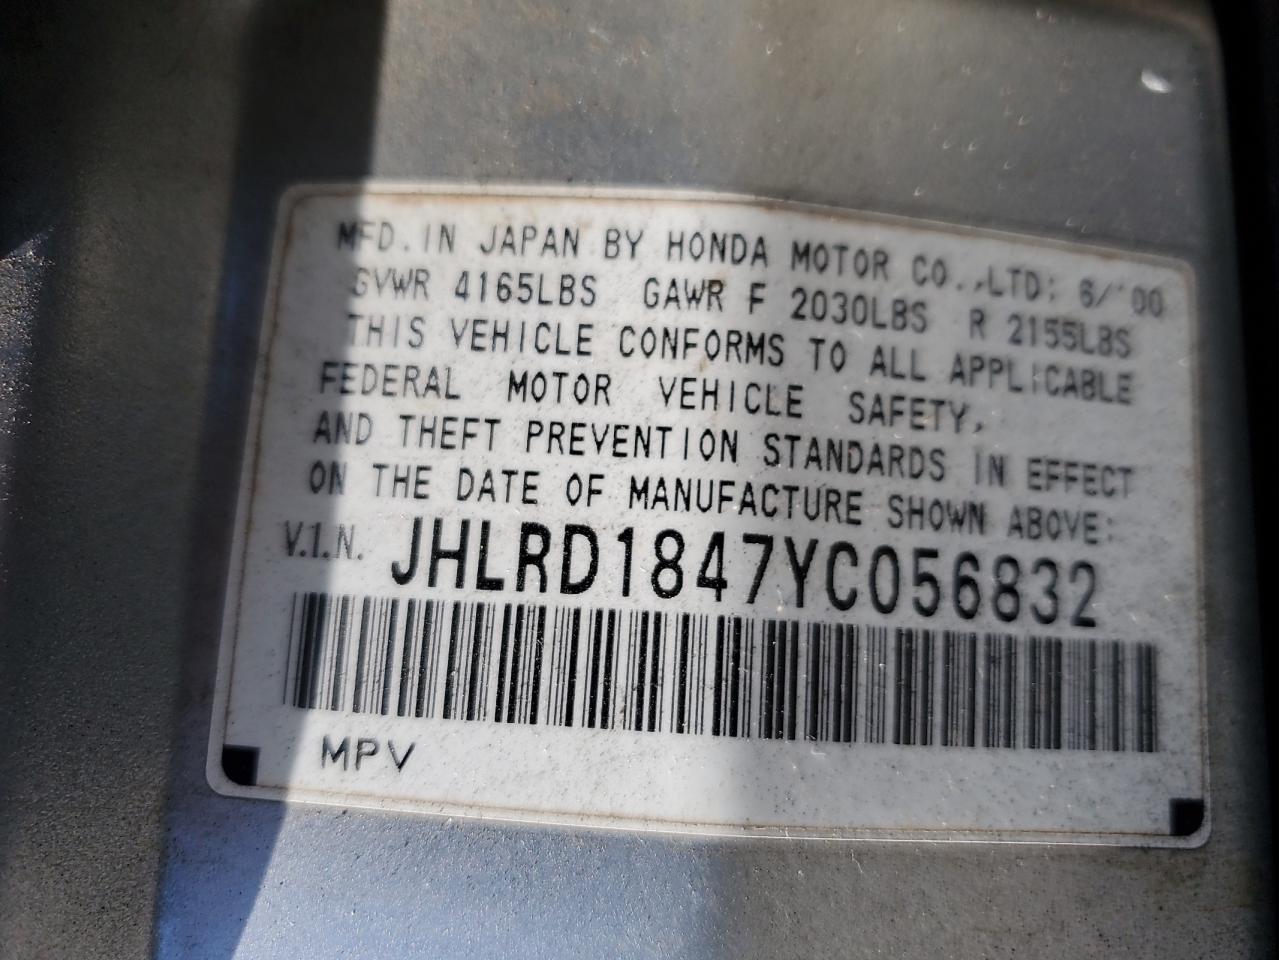 MFD. IN JAPAN BY HONDA MOTOR CO.,LTD: 6/'00
GVWR 4165LBS GAWR F 2030LBS R 2155LBS
THIS VEHICLE CONFORMS TO ALL APPLICABLE
FEDERAL MOTOR VEHICLE SAFETY,
AND THEFT PREVENTION STANDARDS IN EFFECT
ON THE DATE OF MANUFACTURE SHOWN ABOVE:
V.I.N. JHLRD1847YC056832
MPV